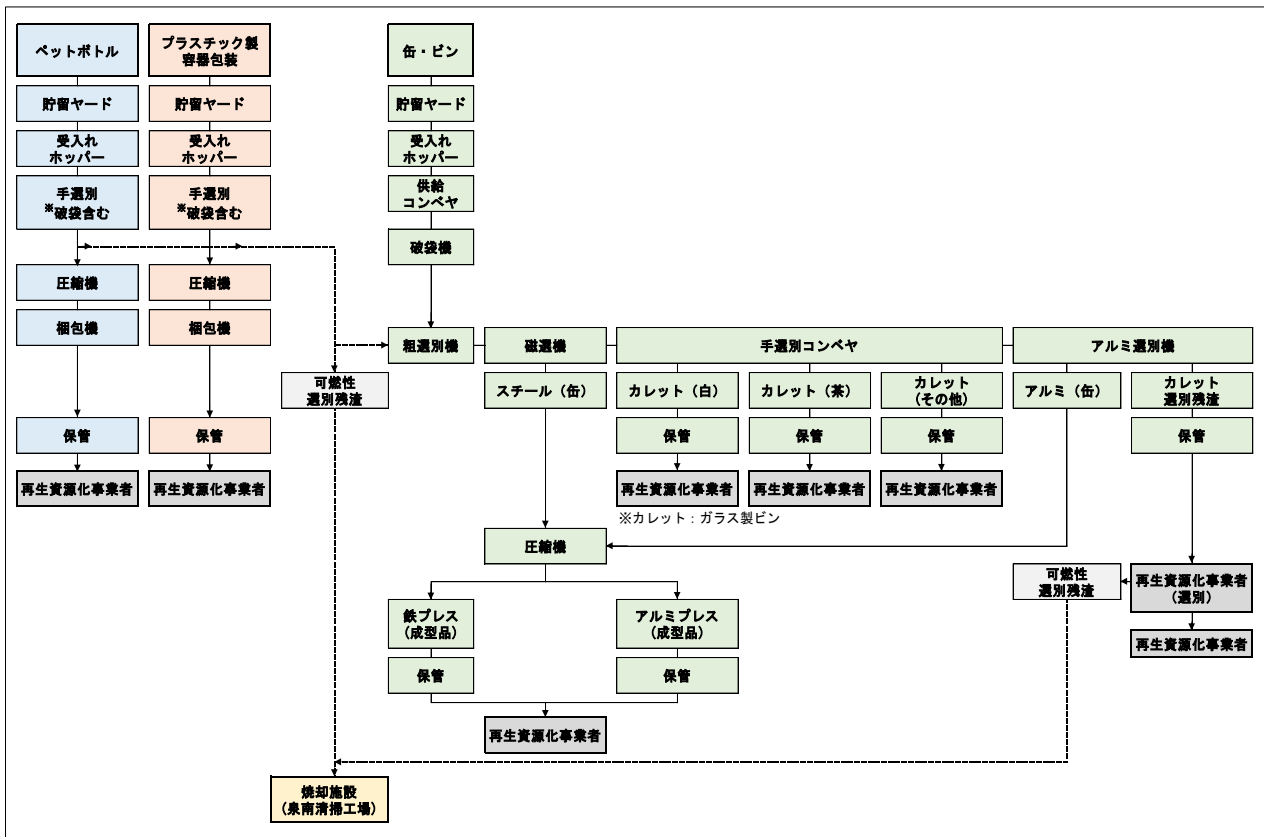 ペットボトル
プラスチック製
容器包装
缶・ビン
貯留ヤード
貯留ヤード
貯留ヤード
受入れ
ホッパー
受入れ
ホッパー
受入れ
ホッパー
手選別
※破袋含む
手選別
※破袋含む
供給
コンベヤ
破袋機
圧縮機
圧縮機
梱包機
梱包機
粗選別機
磁選機
手選別コンベヤ
アルミ選別機
可燃性
選別残渣
スチール（缶）
カレット（白）
カレット（茶）
カレット
（その他）
アルミ（缶）
カレット
選別残渣
保管
保管
保管
保管
保管
保管
再生資源化事業者
再生資源化事業者
再生資源化事業者
再生資源化事業者
再生資源化事業者
※カレット：ガラス製ビン
圧縮機
可燃性
選別残渣
再生資源化事業者
（選別）
鉄プレス
（成型品）
アルミプレス
（成型品）
再生資源化事業者
保管
保管
再生資源化事業者
焼却施設
（泉南清掃工場）